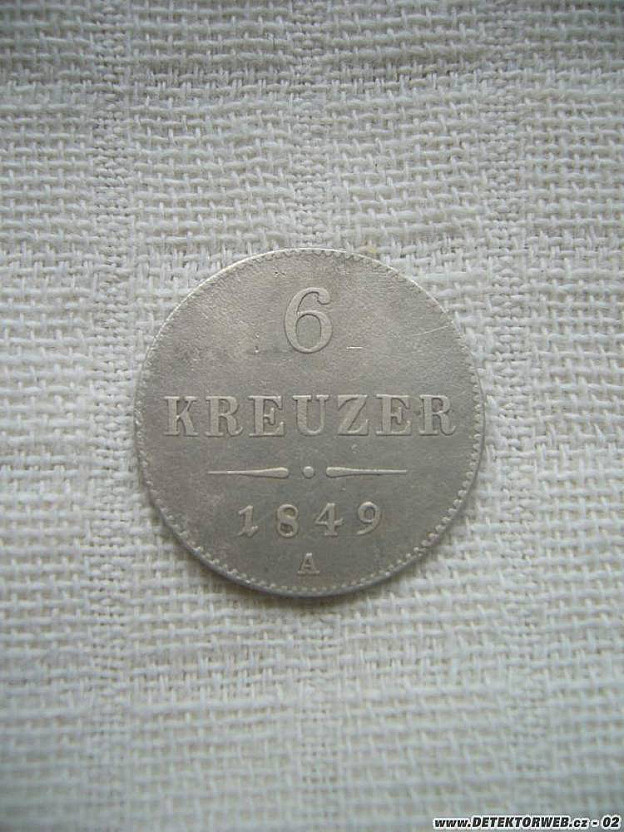 6
KREUZER
1849
A
www.DETEKTORWEB.cz - 02